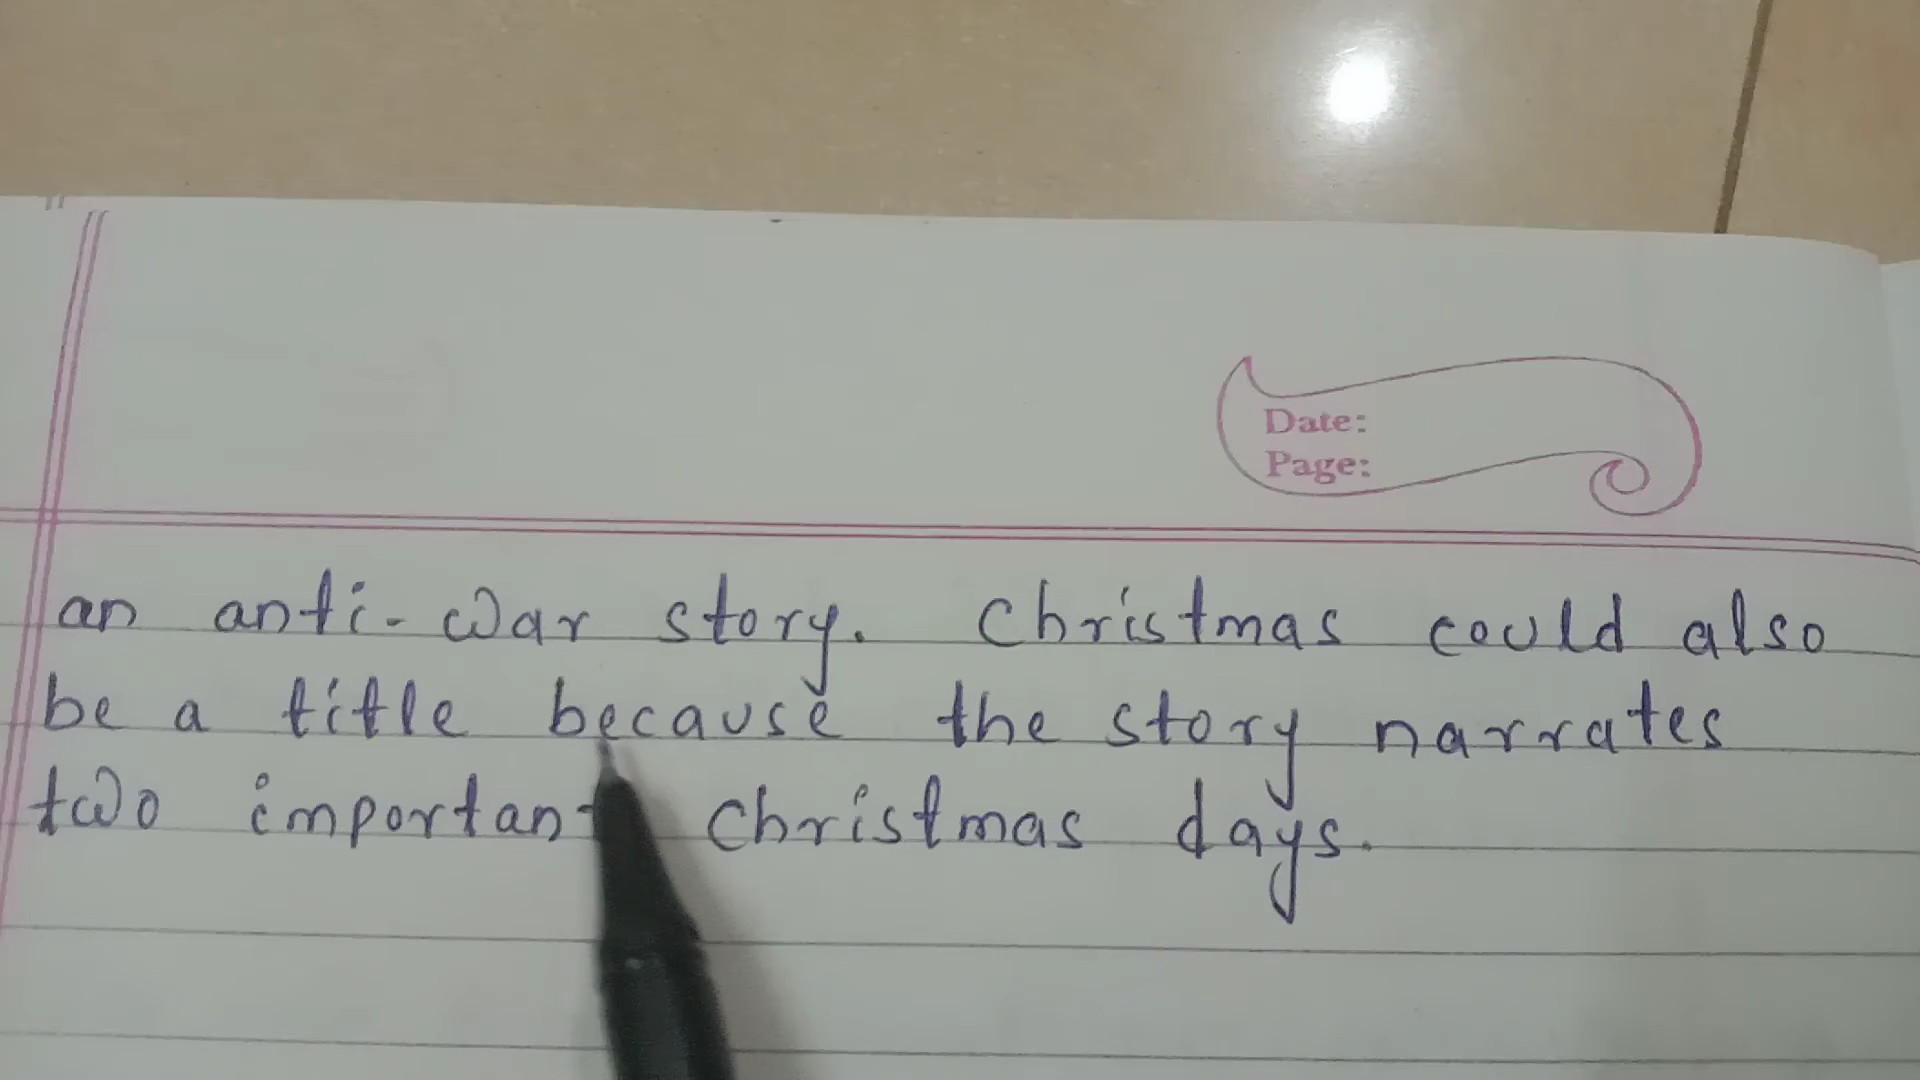 Date:
Page:
an anti-war story. Christmas could also
be a title because the story narrates
two important christmas days.